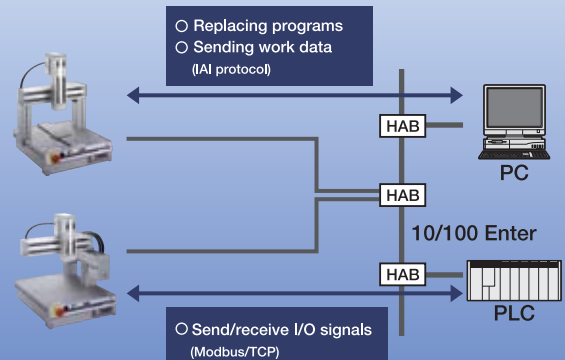 ○ Replacing programs
○ Sending work data
(IAI protocol)
HAB
PC
HAB
10/100 Enter
HAB
PLC
○ Send/receive I/O signals
(Modbus/TCP)